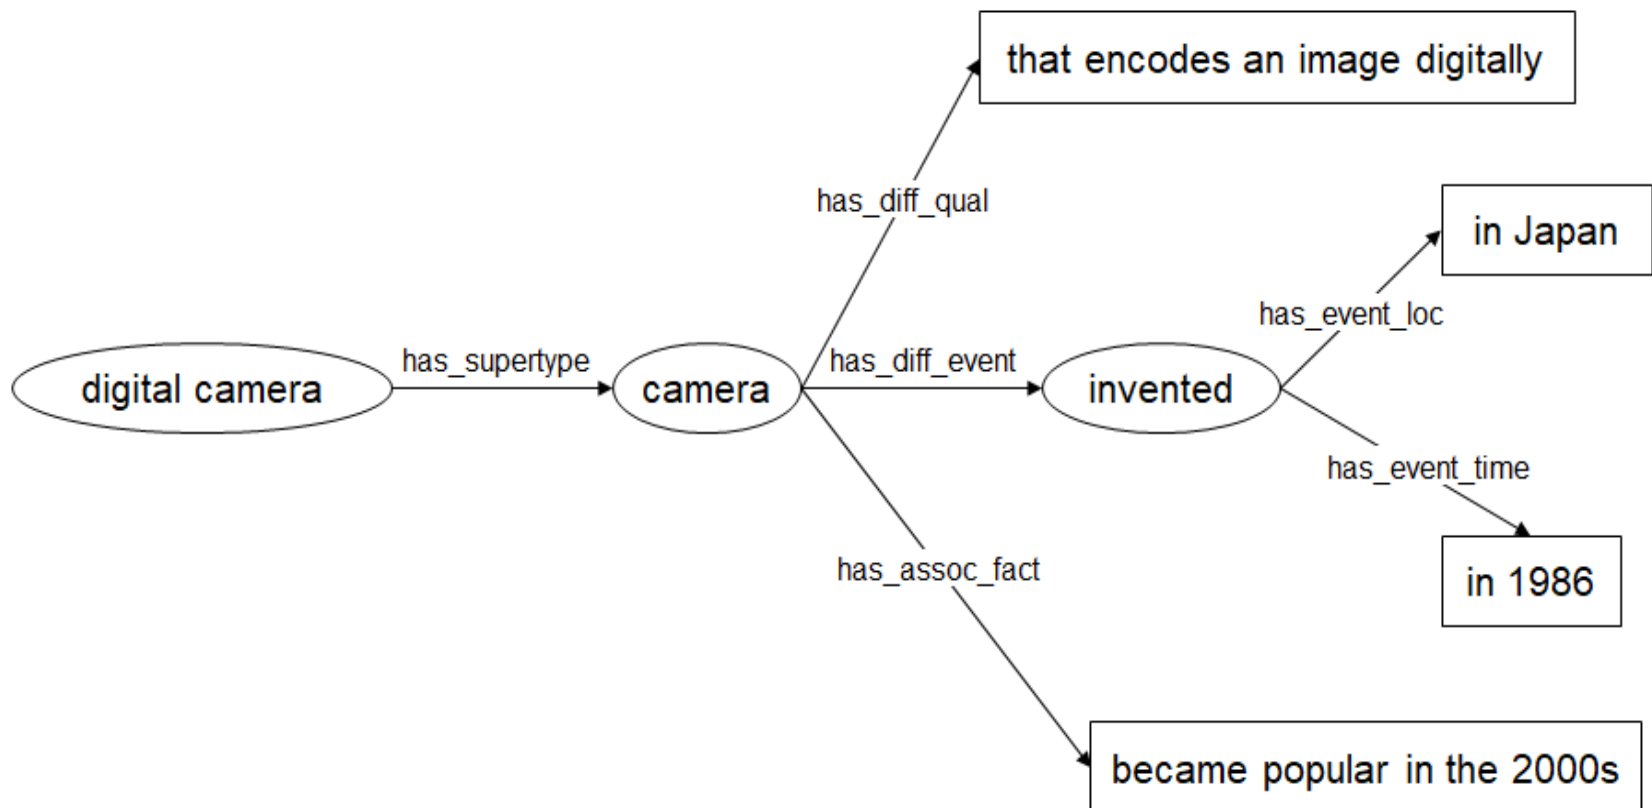 that encodes an image digitally
has_diff_qual
in Japan
has_event_loc
has_supertype
has_diff_event
digital camera
camera
invented
has_event_time
has_assoc_fact
in 1986
became popular in the 2000s